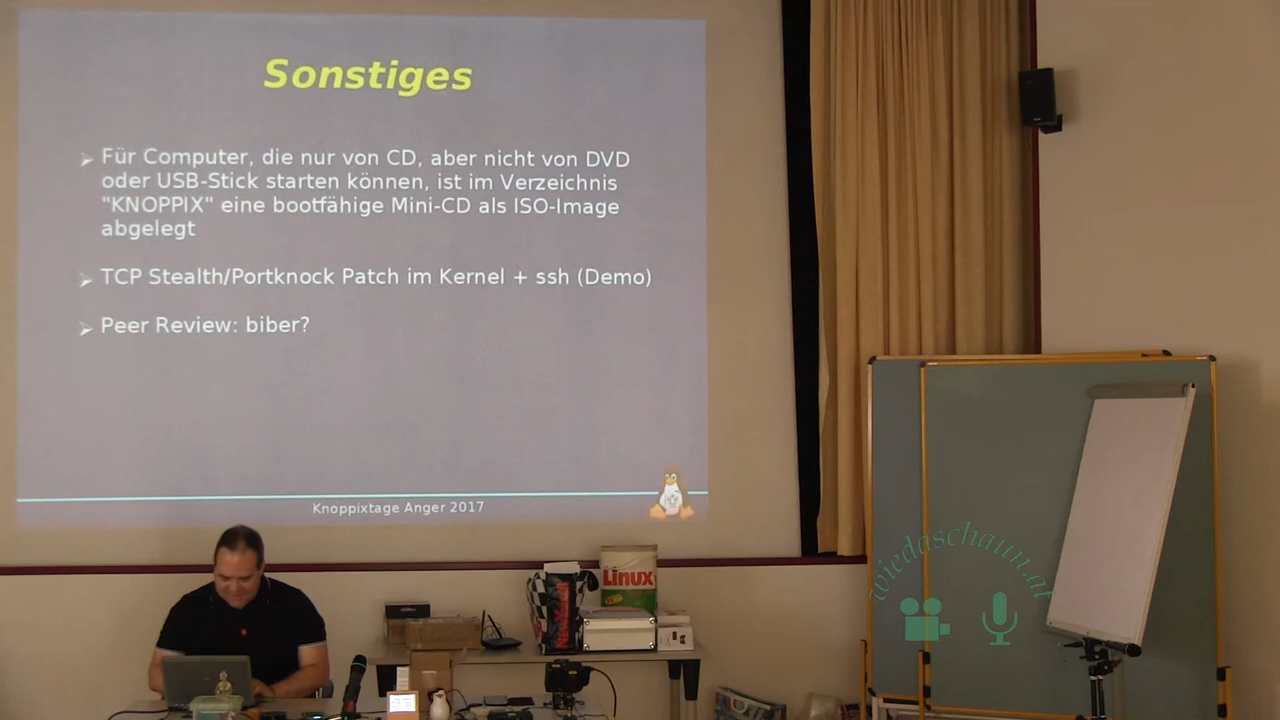 Sonstiges
Für Computer, die nur von CD, aber nicht von DVD
oder USB-Stick starten können, ist im Verzeichnis
"KNOPPIX" eine bootfähige Mini-CD als ISO-Image
abgelegt
TCP Stealth/Portknock Patch im Kernel + ssh (Demo)
Peer Review: biber?
Knoppixtage Anger 2017
Linux
wiedaschaun.at